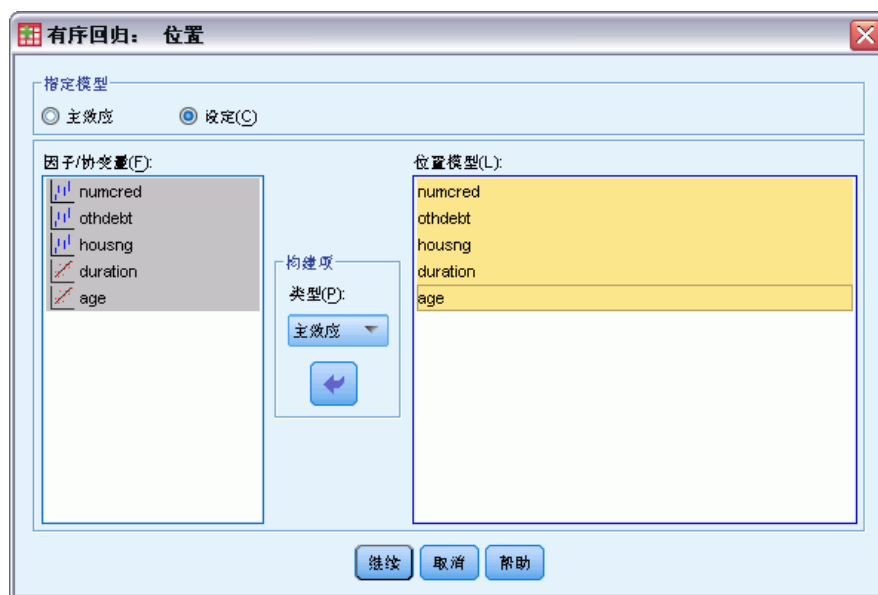 有序回归： 位置
指定模型
主效应 设定(C)
因子/协变量(F):
numcred
othdebt
housng
duration
age
构建项
类型(P):
主效应
位置模型(L):
numcred
othdebt
housng
duration
age
继续 取消 帮助